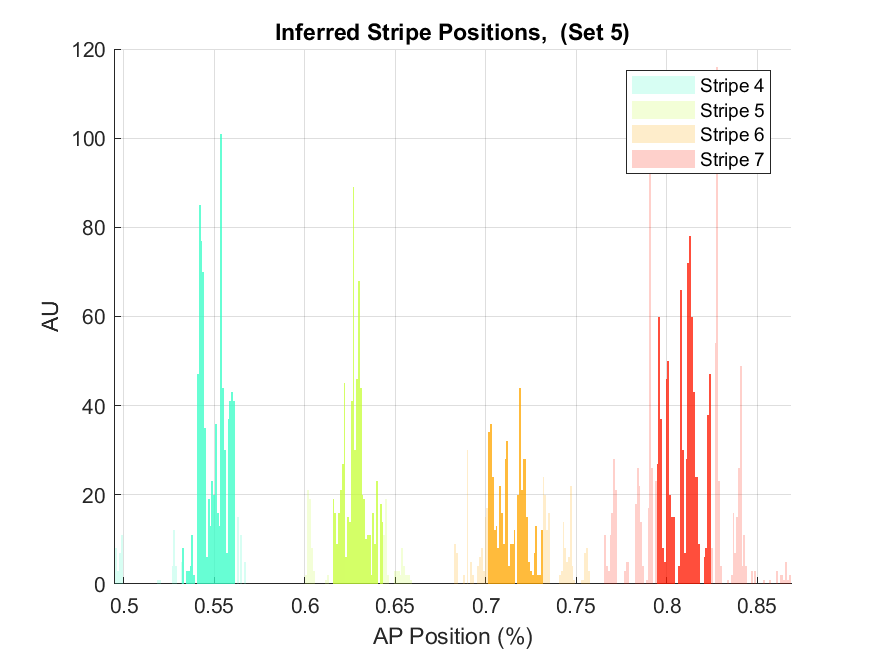 Inferred Stripe Positions,  (Set 5)
120
100
80
60
40
20
0
AU
Stripe 4
Stripe 5
Stripe 6
Stripe 7
0.5 0.55 0.6 0.65 0.7 0.75 0.8 0.85
AP Position (%)